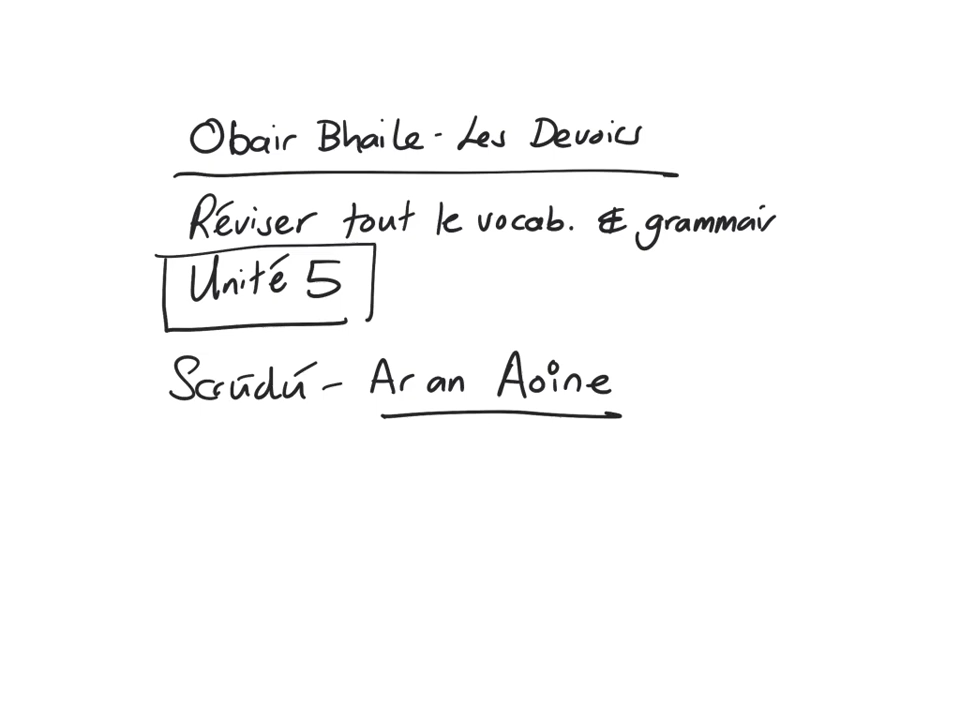 Obair Bhaile - Les Devoirs
Réviser tout le vocab. & grammair
Unité 5
Scrúdú - Ar an Aoine